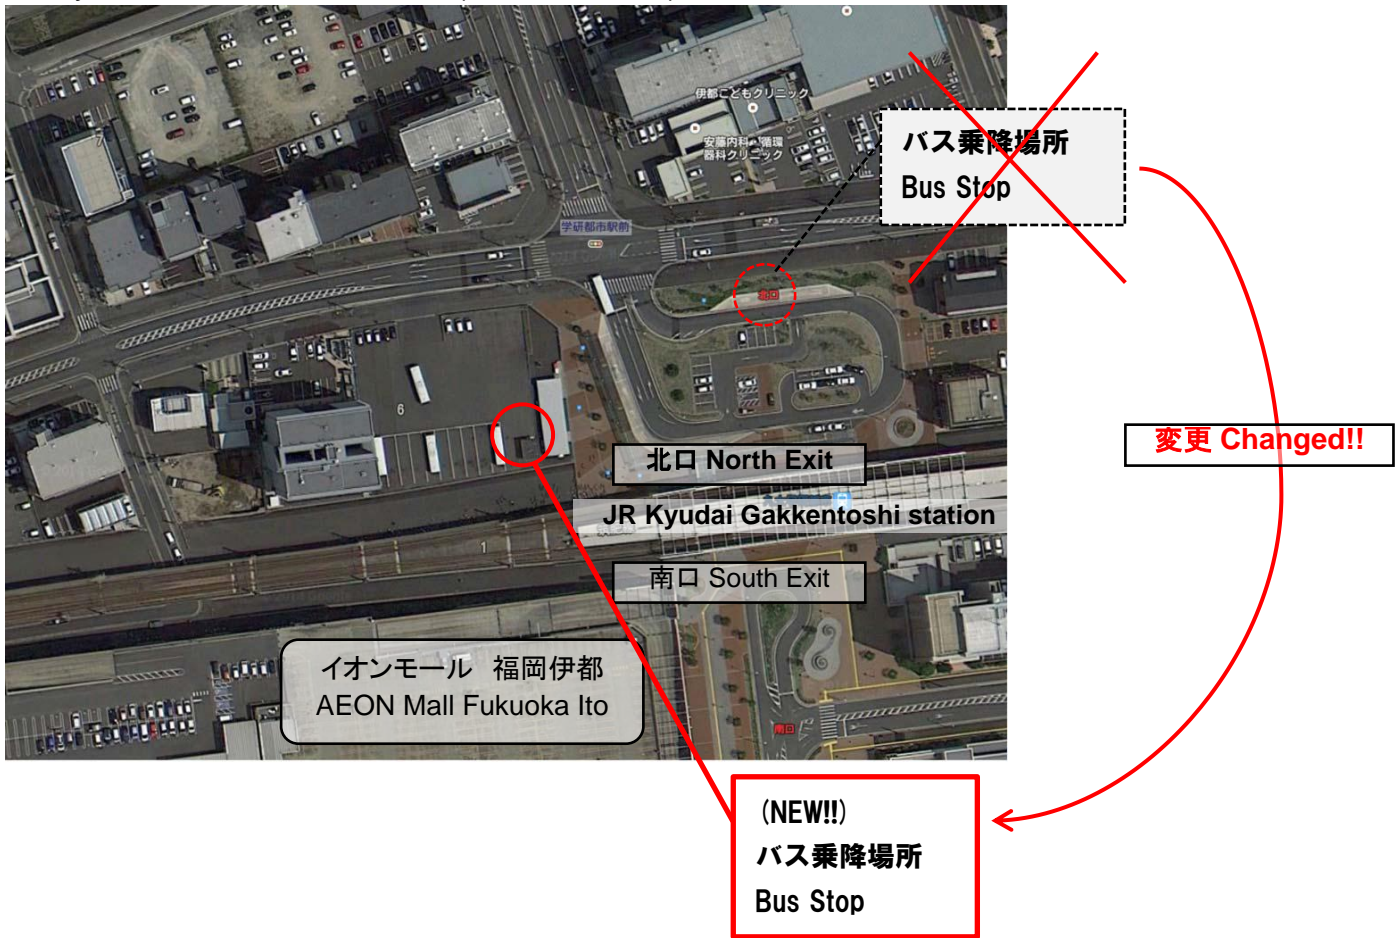 伊都こどもクリニック
安藤内科・循環
器科クリニック
バス乗降場所
Bus Stop
学研都市駅前
北口
6
変更 Changed!!
北口 North Exit
JR Kyudai Gakkentoshi station
1
南口 South Exit
イオンモール 福岡伊都
AEON Mall Fukuoka Ito
南口
(NEW!!)
バス乗降場所
Bus Stop